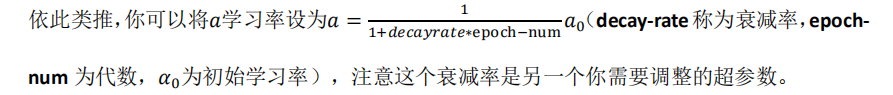 依此类推，你可以将a学习率设为a = \frac{1}{1+decayrate*epoch-num} a_0（decay-rate 称为衰减率，epoch-
num 为代数，α_0为初始学习率），注意这个衰减率是另一个你需要调整的超参数。